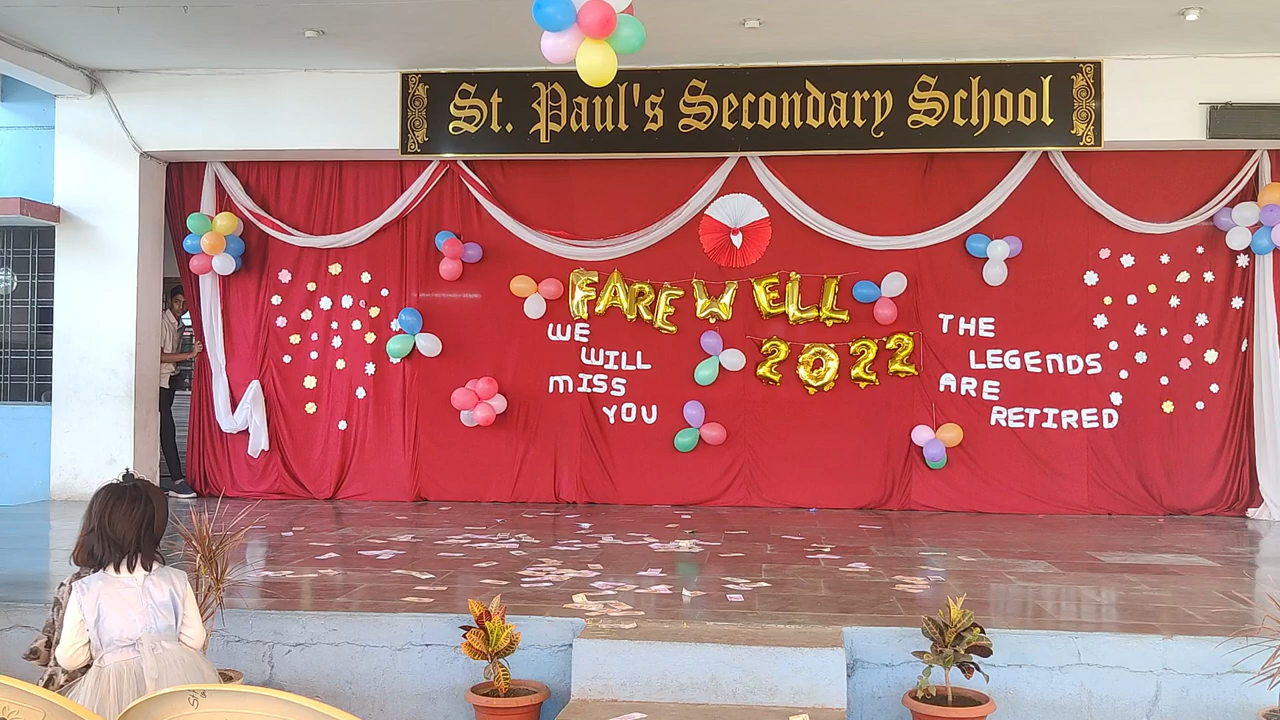 St. Paul's Secondary School
FAREWELL
2022
WE
WILL
MISS
YOU
THE
LEGENDS
ARE
RETIRED